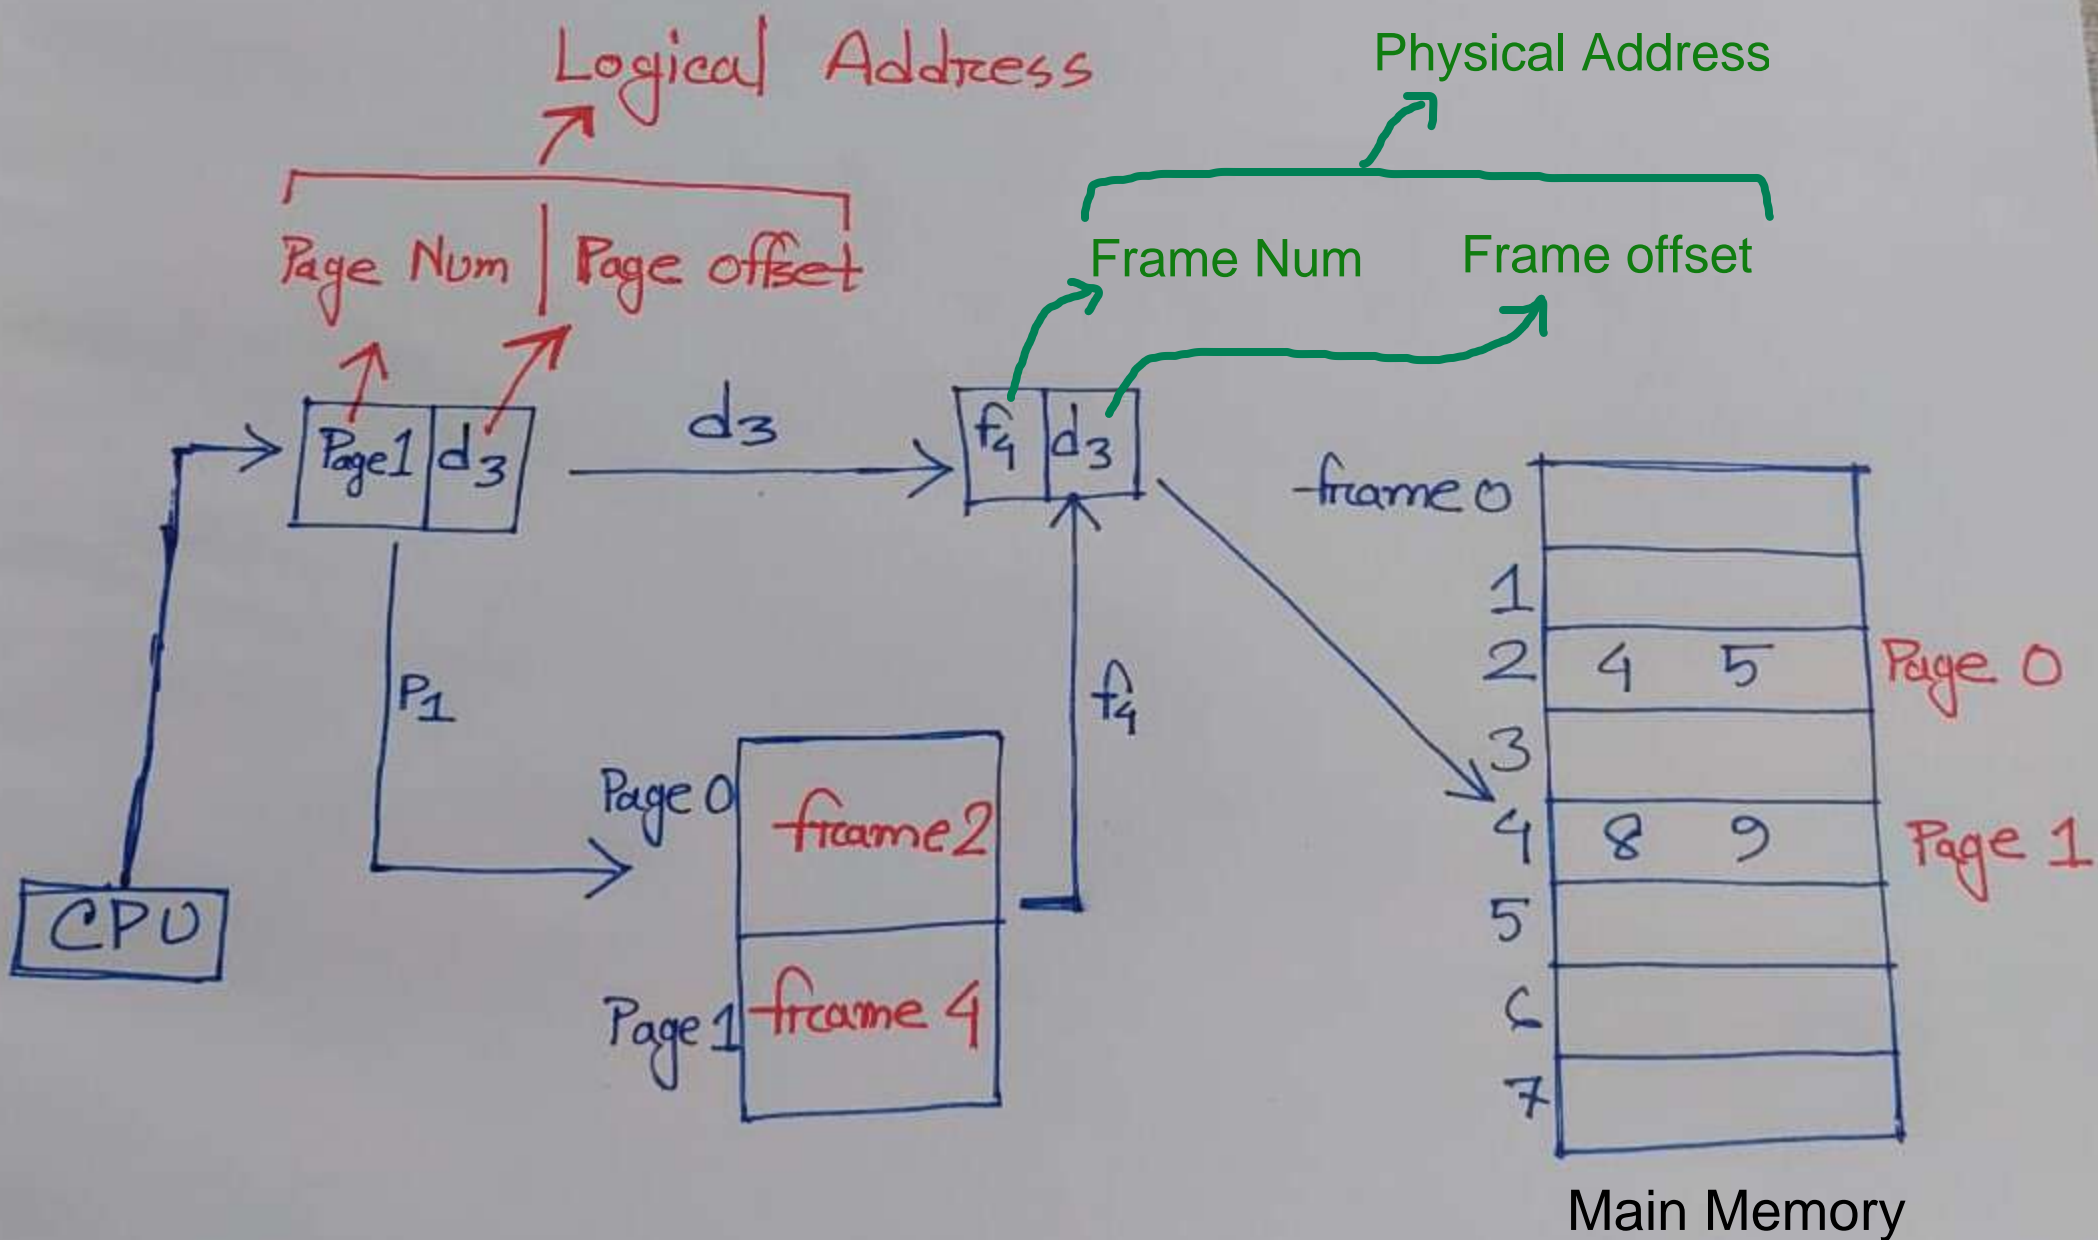 Logical Address
Physical Address
Page Num | Page offset
Frame Num Frame offset
Page1 d3
d3
f4 d3
P1
f4
CPU
Page 0 frame 2
Page 1 frame 4
frame 0
1
2 4 5 Page 0
3
4 8 9 Page 1
5
6
7
Main Memory